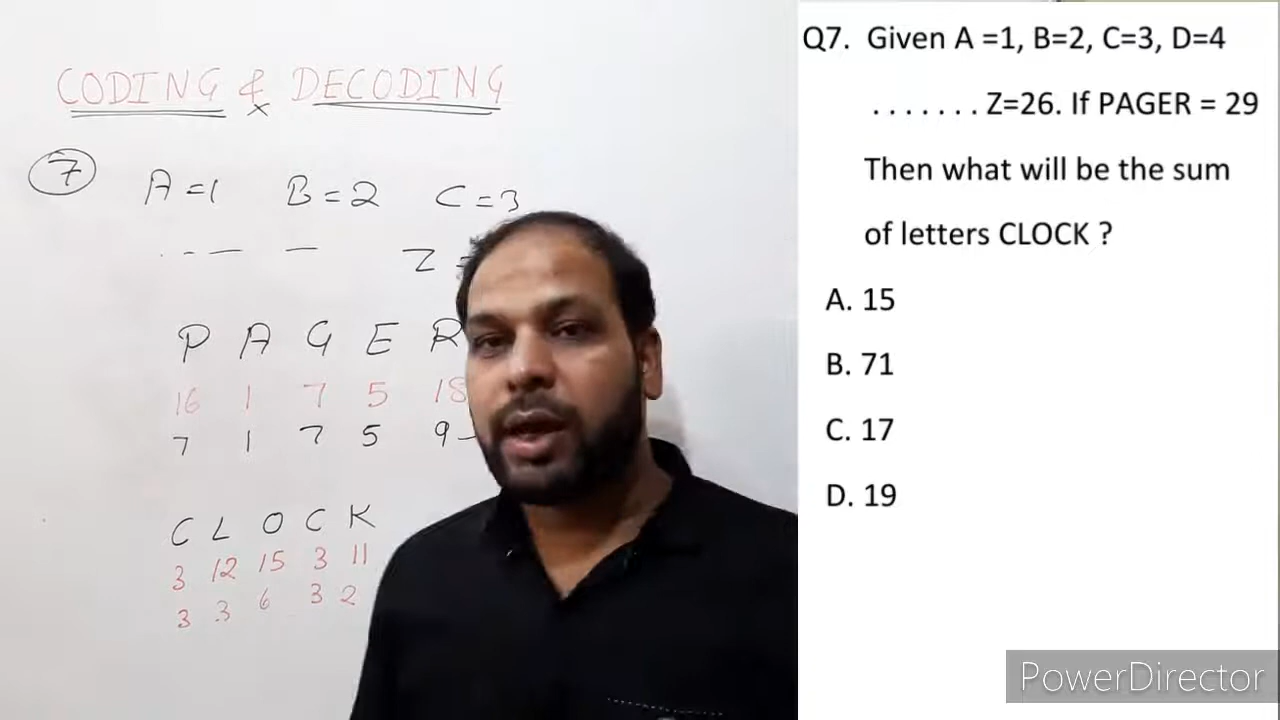 CODING & DECODING
7 A=1 B=2 C=3
Z =
P A G E R
16 1 7 5 18
7 1 7 5 9
C L O C K
3 12 15 3 11
3 3 6 3 2
Q7. Given A =1, B=2, C=3, D=4
. . . . . . . Z=26. If PAGER = 29
Then what will be the sum
of letters CLOCK ?
A. 15
B. 71
C. 17
D. 19
PowerDirector